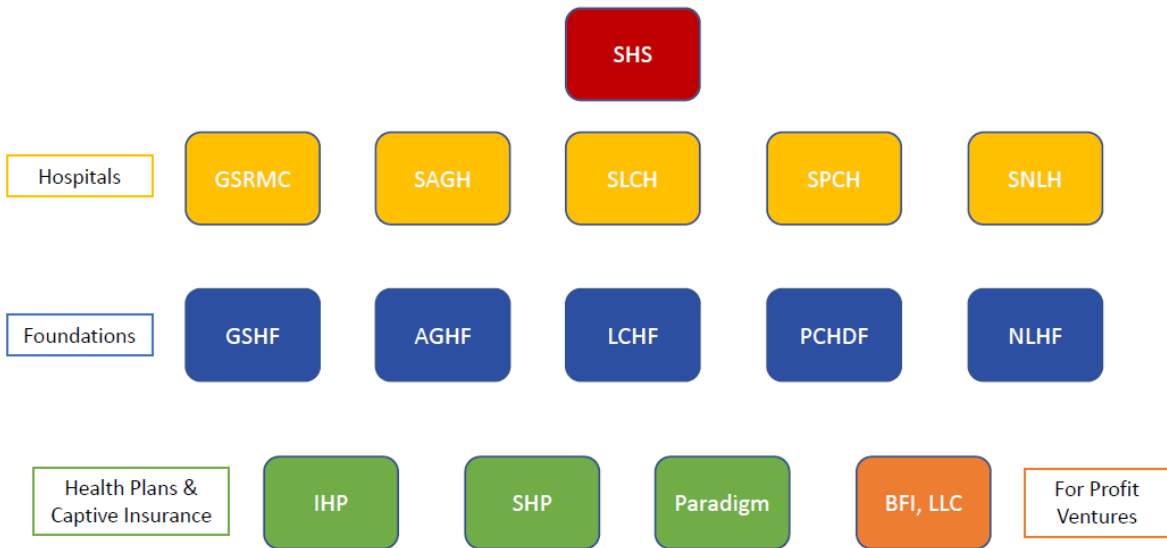 SHS
Hospitals
GSRMC
SAGH
SLCH
SPCH
SNLH
Foundations
GSHF
AGHF
LCHF
PCHDF
NLHF
Health Plans &
Captive Insurance
IHP
SHP
Paradigm
BFI, LLC
For Profit
Ventures